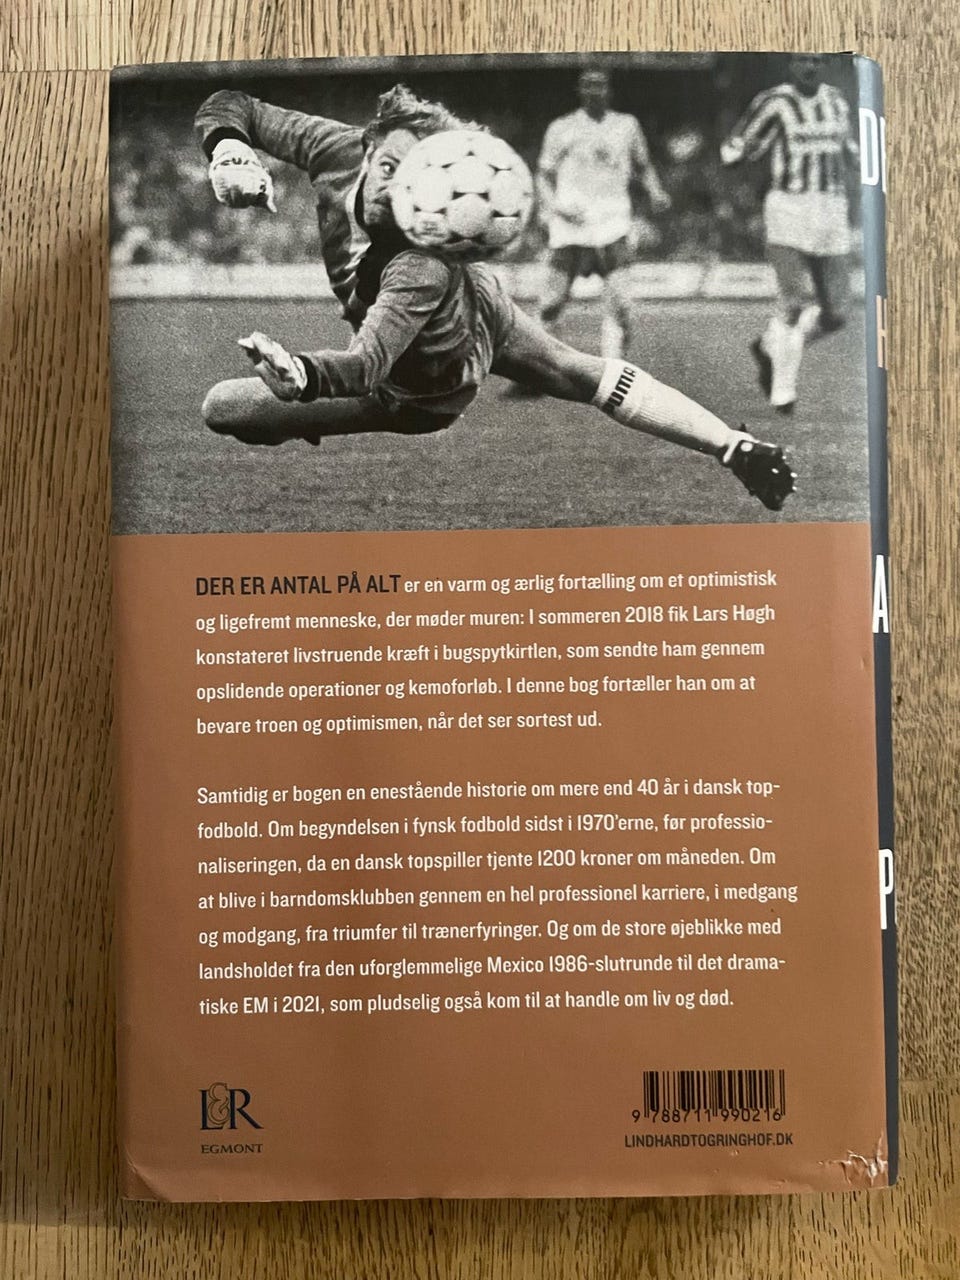 PUMA
DER ER ANTAL PÅ ALT er en varm og ærlig fortælling om et optimistisk
og ligefremt menneske, der møder muren: I sommeren 2018 fik Lars Høgh
konstateret livstruende kræft i bugspytkirtlen, som sendte ham gennem
opslidende operationer og kemoforløb. I denne bog fortæller han om at
bevare troen og optimismen, når det ser sortest ud.
Samtidig er bogen en enestående historie om mere end 40 år i dansk top-
fodbold. Om begyndelsen i fynsk fodbold sidst i 1970'erne, før professio-
naliseringen, da en dansk topspiller tjente 1200 kroner om måneden. Om
at blive i barndomsklubben gennem en hel professionel karriere, i medgang
og modgang, fra triumfer til trænerfyringer. Og om de store øjeblikke med
landsholdet fra den uforglemmelige Mexico 1986-slutrunde til det drama-
tiske EM i 2021, som pludselig også kom til at handle om liv og død.
L&R
EGMONT
9 788711 990216
LINDHARDTOGRINGHOF.DK